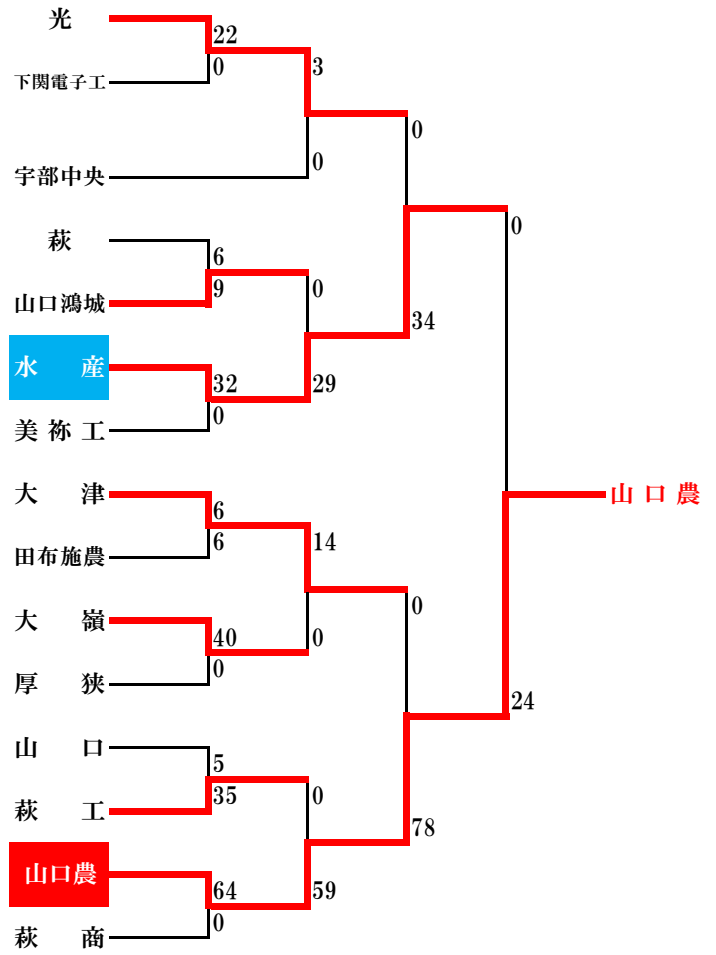 光
22
0
下関電子工
3
0
宇部中央
0
萩
6
9
山口鴻城
0
水産
32
0
美祢工
29
34
0
大津
6
6
田布施農
14
大嶺
40
0
厚狭
0
0
山口
5
35
萩工
0
山口農
64
0
萩商
59
78
24
山口農